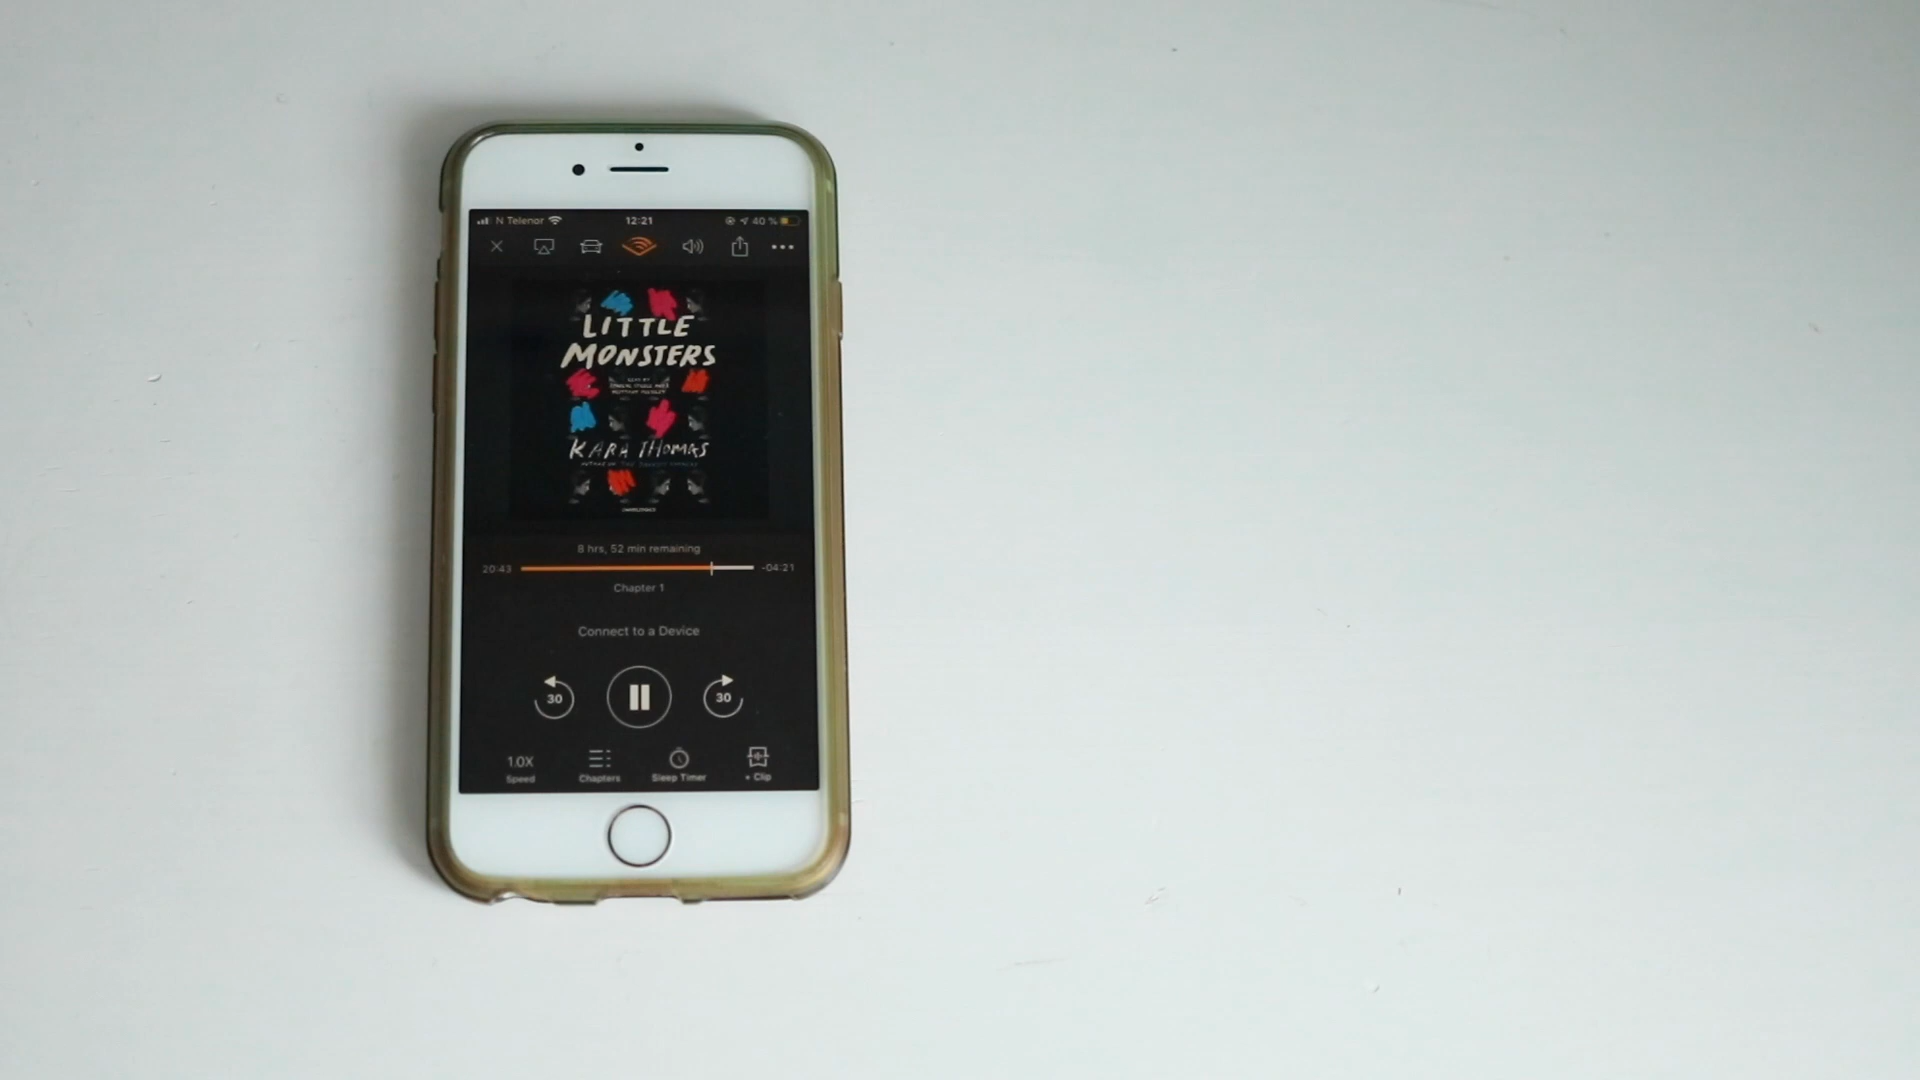 N Telenor 12:21 40 %
LITTLE
MONSTERS
KARA THOMAS
8 hrs, 52 min remaining
20:43 -04:21
Chapter 1
Connect to a Device
30 30
1.0X
Speed Chapters Sleep Timer + Clip